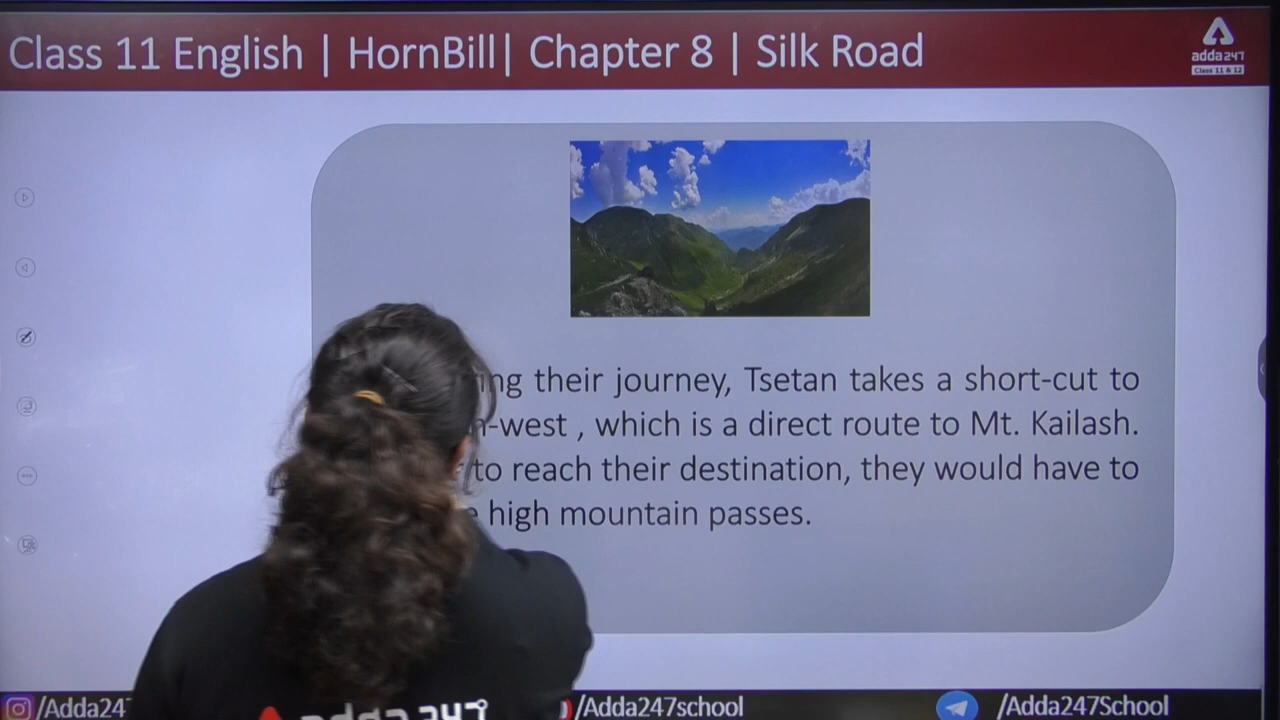 Class 11 English | HornBill| Chapter 8 | Silk Road
adda247
Class 11 & 12
their journey, Tsetan takes a short-cut to
-west , which is a direct route to Mt. Kailash.
to reach their destination, they would have to
high mountain passes.
/Adda24
adda247
/Adda247school
/Adda247School